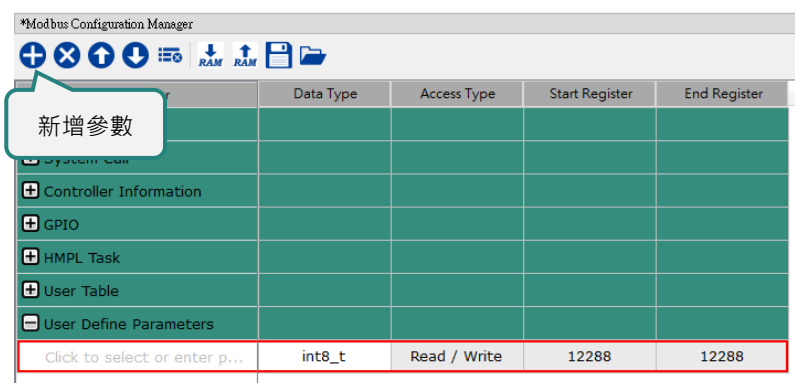 *Modbus Configuration Manager
RAM RAM
Data Type Access Type Start Register End Register
新增參數
System Call
Controller Information
GPIO
HMPL Task
User Table
User Define Parameters
Click to select or enter p... int8_t Read / Write 12288 12288